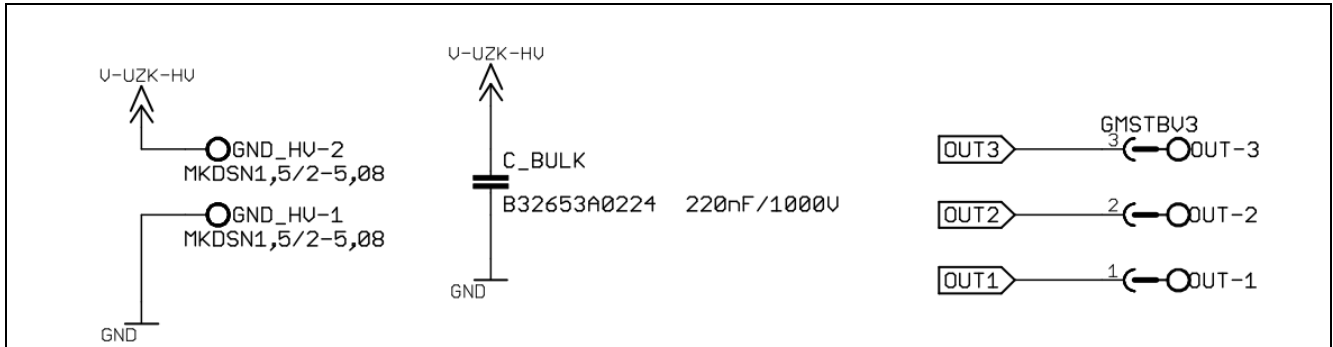 V-UZK-HV
GND_HV-2
MKDSN1,5/2-5,08
GND_HV-1
MKDSN1,5/2-5,08
GND
V-UZK-HV
C_BULK
B32653A0224 220nF/1000V
GND
GMSTBV3
OUT3 3 OUT-3
OUT2 2 OUT-2
OUT1 1 OUT-1